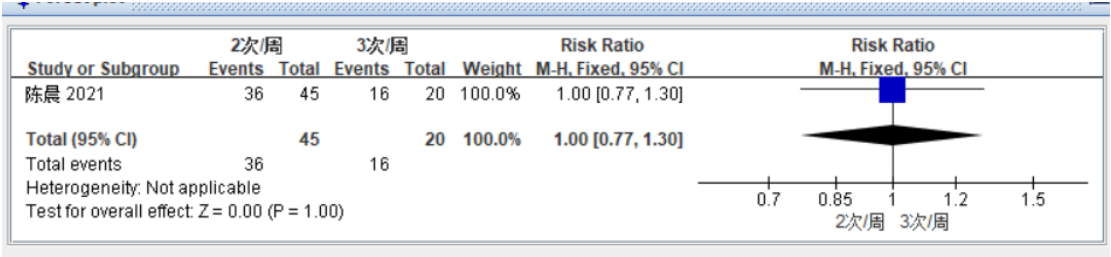 2次/周 3次/周 Risk Ratio Risk Ratio
Study or Subgroup Events Total Events Total Weight M-H, Fixed, 95% CI M-H, Fixed, 95% CI
陈晨 2021 36 45 16 20 100.0% 1.00 [0.77, 1.30]
Total (95% CI) 45 20 100.0% 1.00 [0.77, 1.30]
Total events 36 16
Heterogeneity: Not applicable
Test for overall effect: Z = 0.00 (P = 1.00)
0.7 0.85 1 1.2 1.5
2次/周 3次/周